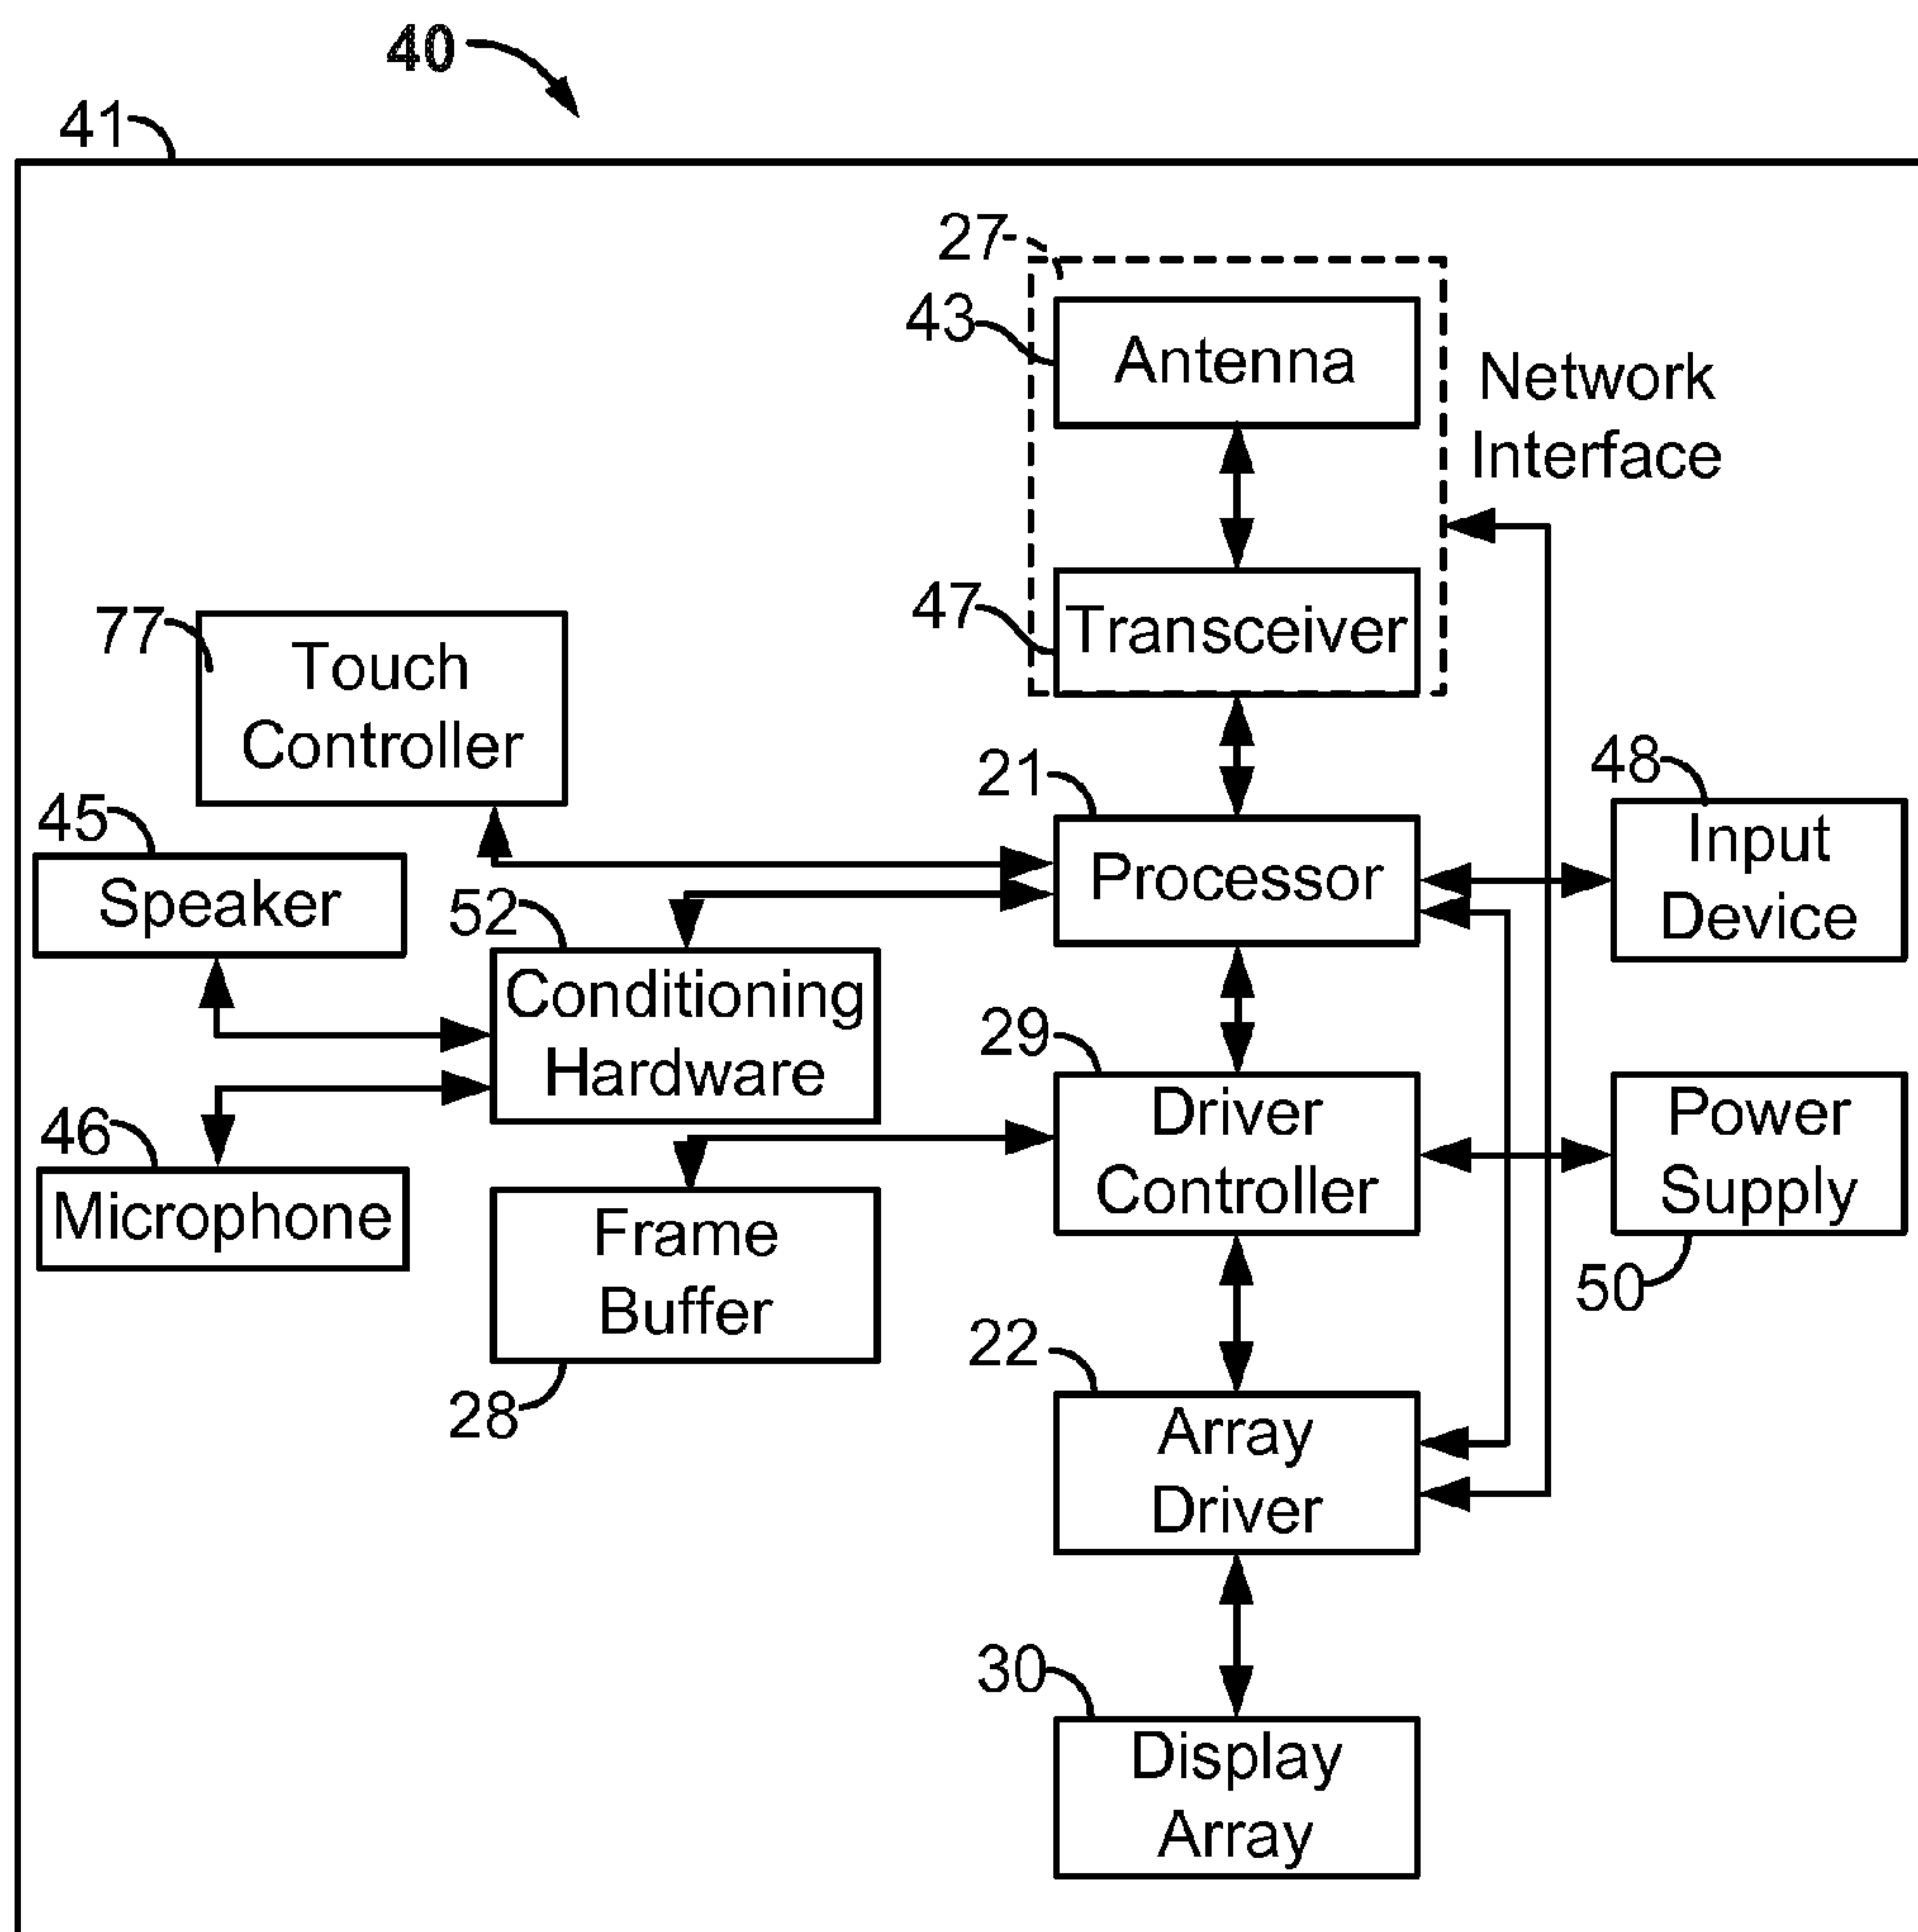 40
41
27
43
Antenna
Network
Interface
47
Transceiver
77
Touch
Controller
21
Processor
48
Input
Device
45
Speaker
52
Conditioning
Hardware
29
Driver
Controller
Power
Supply
50
46
Microphone
Frame
Buffer
28
22
Array
Driver
30
Display
Array